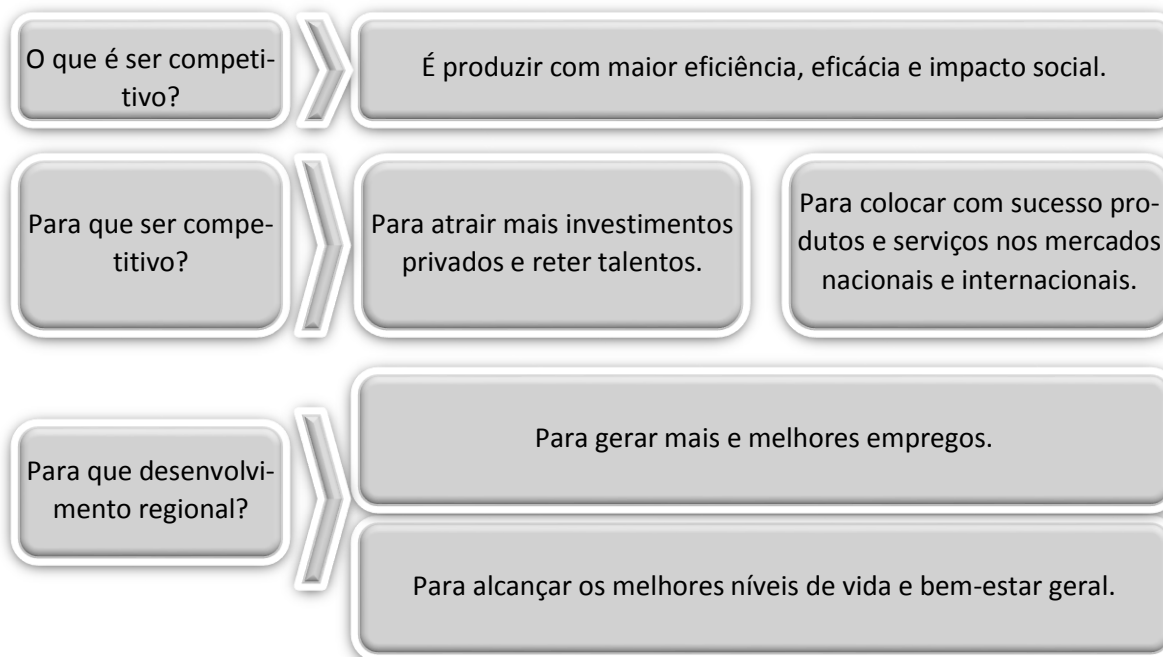 O que é ser competi-
tivo?
É produzir com maior eficiência, eficácia e impacto social.
Para que ser compe-
titivo?
Para atrair mais investimentos
privados e reter talentos.
Para colocar com sucesso pro-
dutos e serviços nos mercados
nacionais e internacionais.
Para que desenvolvi-
mento regional?
Para gerar mais e melhores empregos.
Para alcançar os melhores níveis de vida e bem-estar geral.